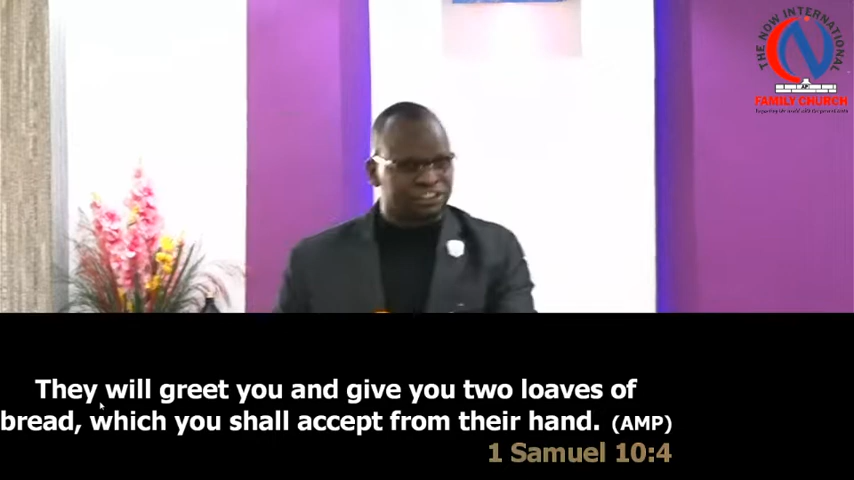 THE NOW INTERNATIONAL
FAMILY CHURCH
They will greet you and give you two loaves of
bread, which you shall accept from their hand. (AMP)
1 Samuel 10:4